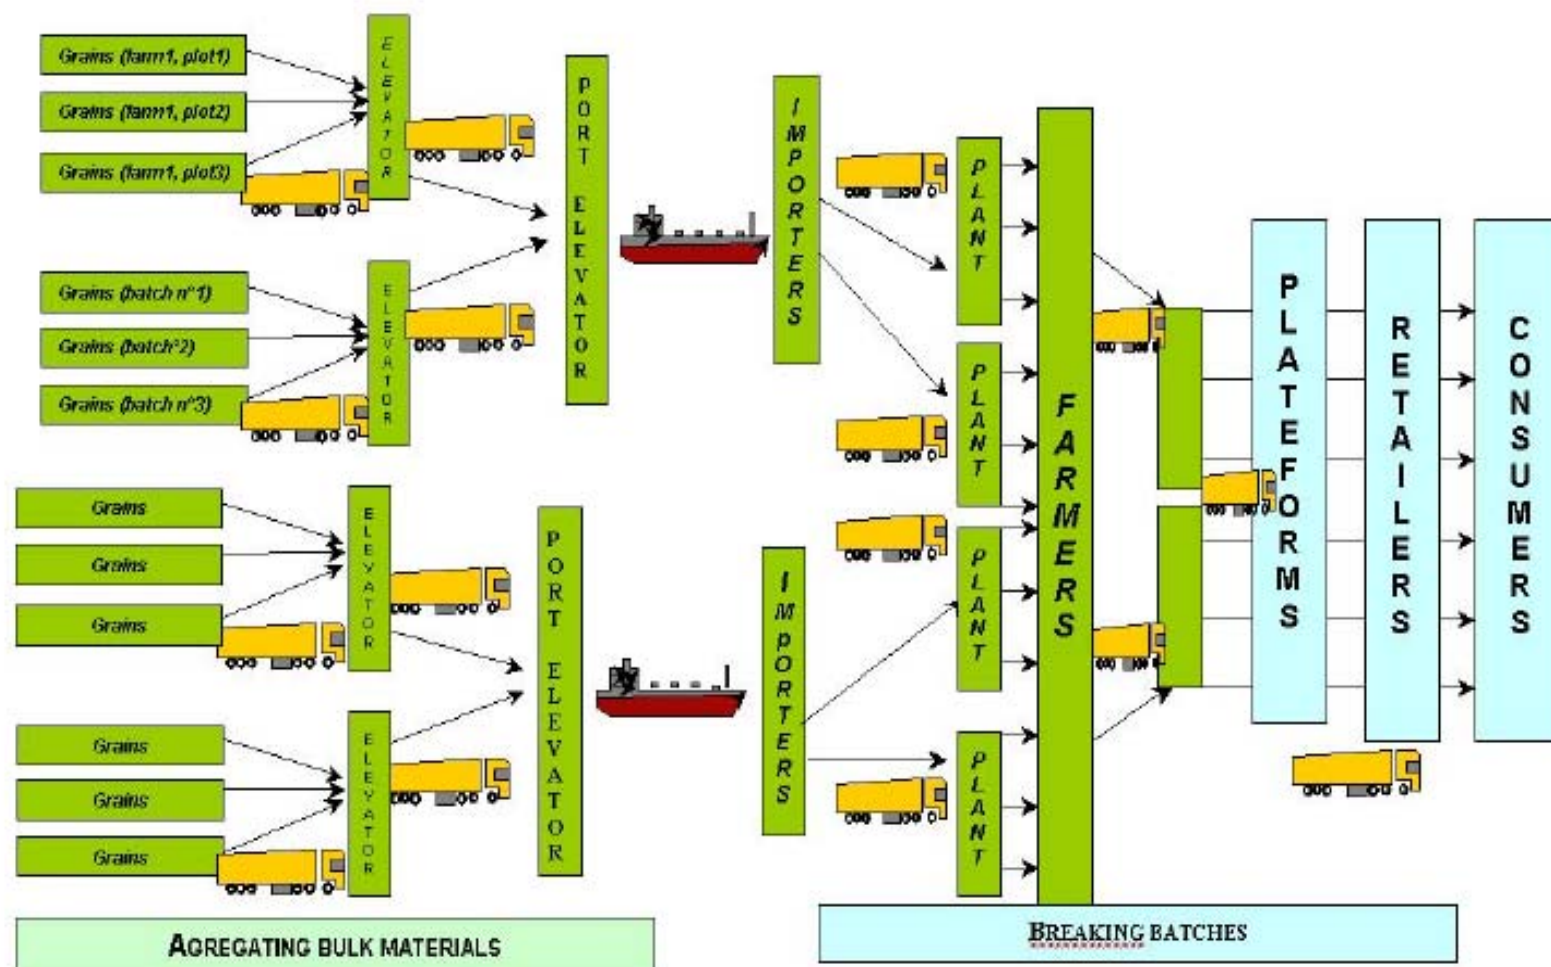 Grains (farm1, plot1)
Grains (farm1, plot2)
Grains (farm1, plot3)
ELEVATOR
Grains (batch n°1)
Grains (batch°2)
Grains (batch n°3)
ELEVATOR
PORT ELEVATOR
IMPORTERS
Grains
Grains
Grains
ELEVATOR
Grains
Grains
Grains
ELEVATOR
PORT ELEVATOR
IMPORTERS
PLANT
PLANT
PLANT
PLANT
FARMERS
PLATEFORMS
RETAILERS
CONSUMERS
AGREGATING BULK MATERIALS
BREAKING BATCHES